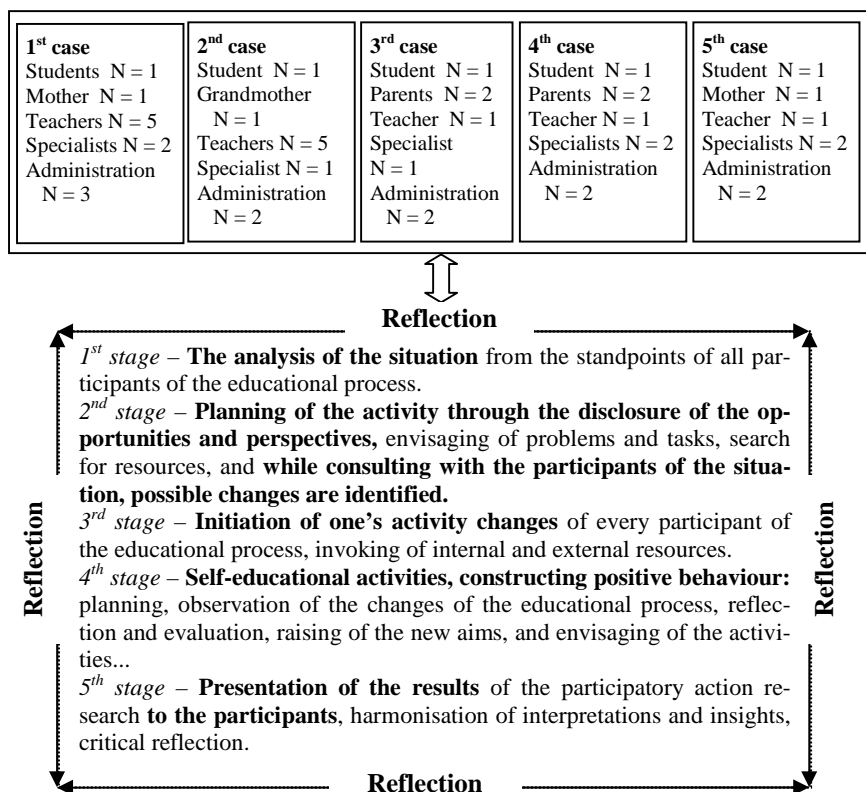 1st case
Students N = 1
Mother N = 1
Teachers N = 5
Specialists N = 2
Administration
N = 3
2nd case
Student N = 1
Grandmother
N = 1
Teachers N = 5
Specialist N = 1
Administration
N = 2
3rd case
Student N = 1
Parents N = 2
Teacher N = 1
Specialist
N = 1
Administration
N = 2
4th case
Student N = 1
Parents N = 2
Teacher N = 1
Specialists N = 2
Administration
N = 2
5th case
Student N = 1
Mother N = 1
Teacher N = 1
Specialists N = 2
Administration
N = 2
Reflection
Reflection
1st stage – The analysis of the situation from the standpoints of all par-
ticipants of the educational process.
2nd stage – Planning of the activity through the disclosure of the op-
portunities and perspectives, envisaging of problems and tasks, search
for resources, and while consulting with the participants of the situa-
tion, possible changes are identified.
3rd stage – Initiation of one's activity changes of every participant of
the educational process, invoking of internal and external resources.
4th stage – Self-educational activities, constructing positive behaviour:
planning, observation of the changes of the educational process, reflec-
tion and evaluation, raising of the new aims, and envisaging of the activi-
ties...
5th stage – Presentation of the results of the participatory action re-
search to the participants, harmonisation of interpretations and insights,
critical reflection.
Reflection
Reflection